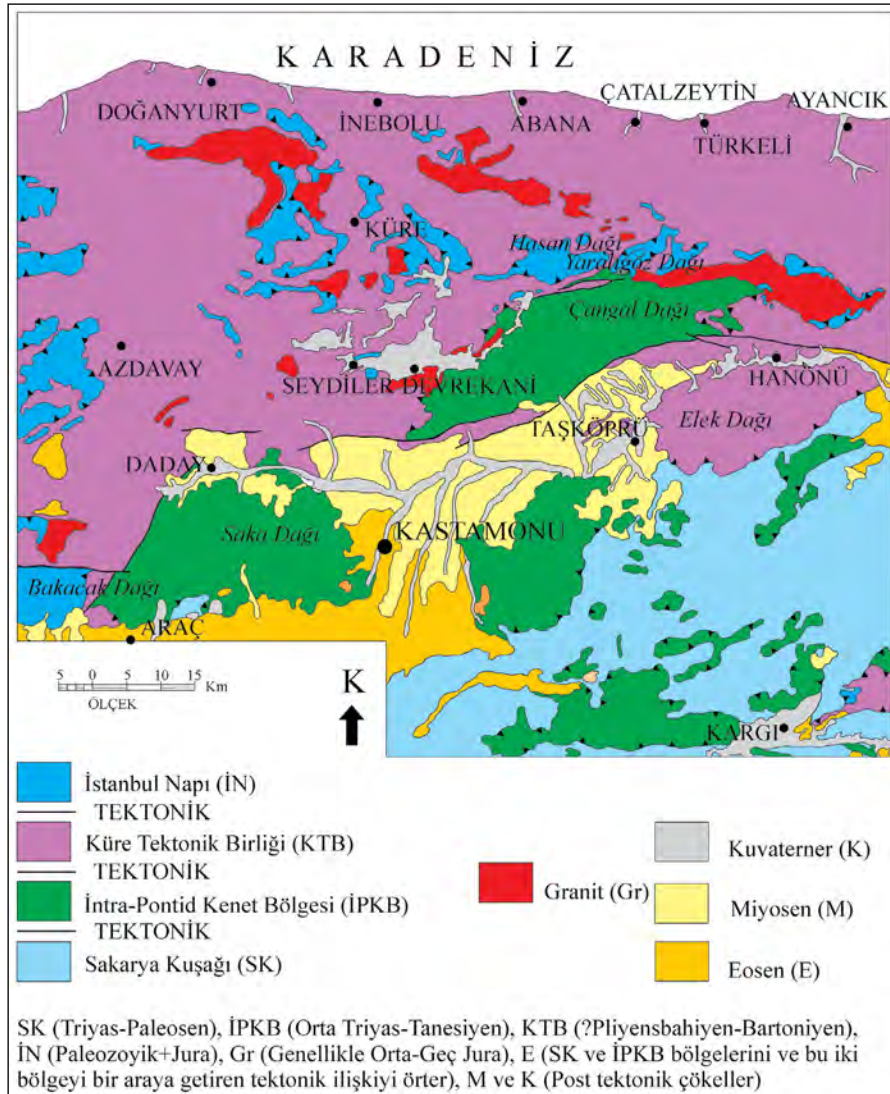 KARADENİZ
ÇATALZEYTİN
AYANCIK
DOĞANYURT
İNEBOLU
ABANA
TÜRKELİ
KÜRE
Hasan Dağı
Yaralıgöz Dağı
Çangal Dağı
AZDAVAY
SEYDİLER
DEVREKANİ
HANÖNÜ
TAŞKÖPRÜ
Elek Dağı
DADAY
Saka Dağı
KASTAMONU
Bakacak Dağı
ARAÇ
5 0 5 10 15 Km
ÖLÇEK
K
KARGI
İstanbul Napı (İN)
TEKTONİK
Küre Tektonik Birliği (KTB)
TEKTONİK
İntra-Pontid Kenet Bölgesi (İPKB)
TEKTONİK
Sakarya Kuşağı (SK)
Granit (Gr)
Kuvaterner (K)
Miyosen (M)
Eosen (E)
SK (Triyas-Paleosen), İPKB (Orta Triyas-Tanesiyen), KTB (?Pliyensbahiyen-Bartoniyen),
İN (Paleozoyik+Jura), Gr (Genellikle Orta-Geç Jura), E (SK ve İPKB bölgelerini ve bu iki
bölgeyi bir araya getiren tektonik ilişkiyi örter), M ve K (Post tektonik çökeller)